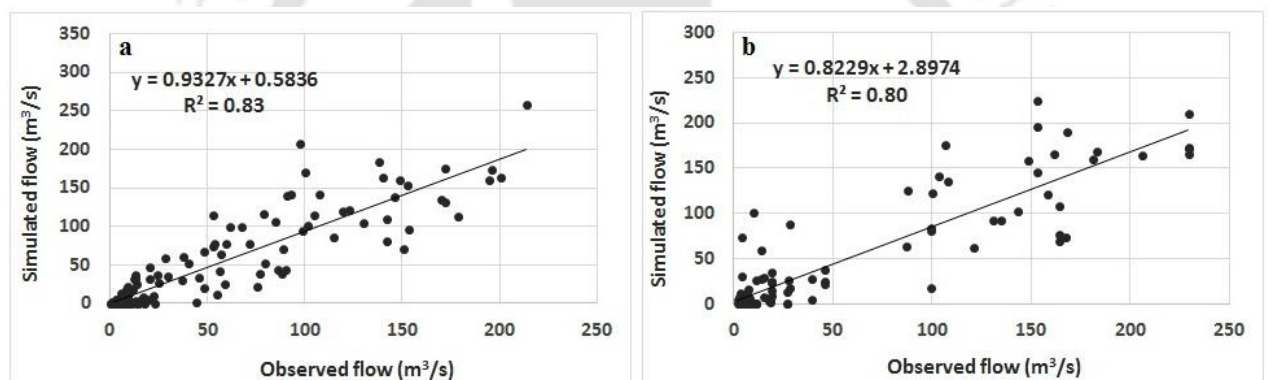 a
y = 0.9327x + 0.5836
R² = 0.83
Simulated flow (m³/s)
350
300
250
200
150
100
50
0
0 50 100 150 200 250
Observed flow (m³/s)
b
y = 0.8229x + 2.8974
R² = 0.80
Simulated flow (m³/s)
300
250
200
150
100
50
0
0 50 100 150 200 250
Observed flow (m³/s)